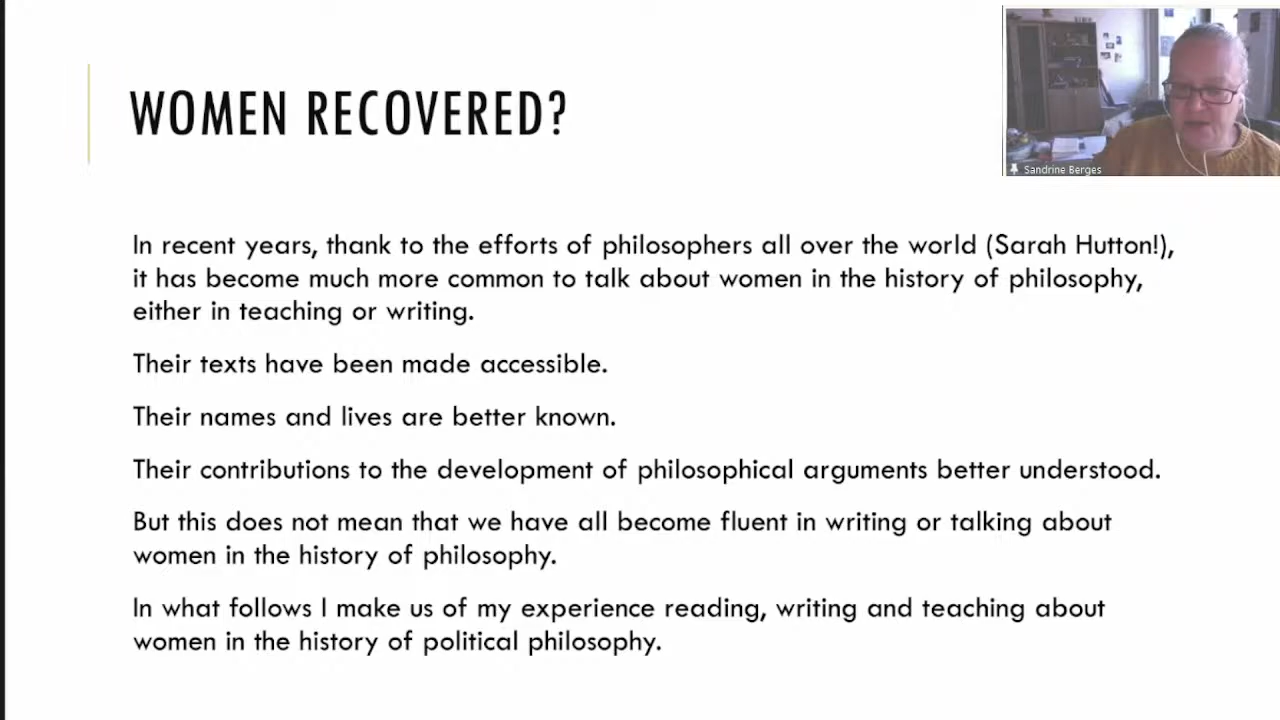 WOMEN RECOVERED?
Sandrine Berges
In recent years, thank to the efforts of philosophers all over the world (Sarah Hutton!),
it has become much more common to talk about women in the history of philosophy,
either in teaching or writing.
Their texts have been made accessible.
Their names and lives are better known.
Their contributions to the development of philosophical arguments better understood.
But this does not mean that we have all become fluent in writing or talking about
women in the history of philosophy.
In what follows I make us of my experience reading, writing and teaching about
women in the history of political philosophy.